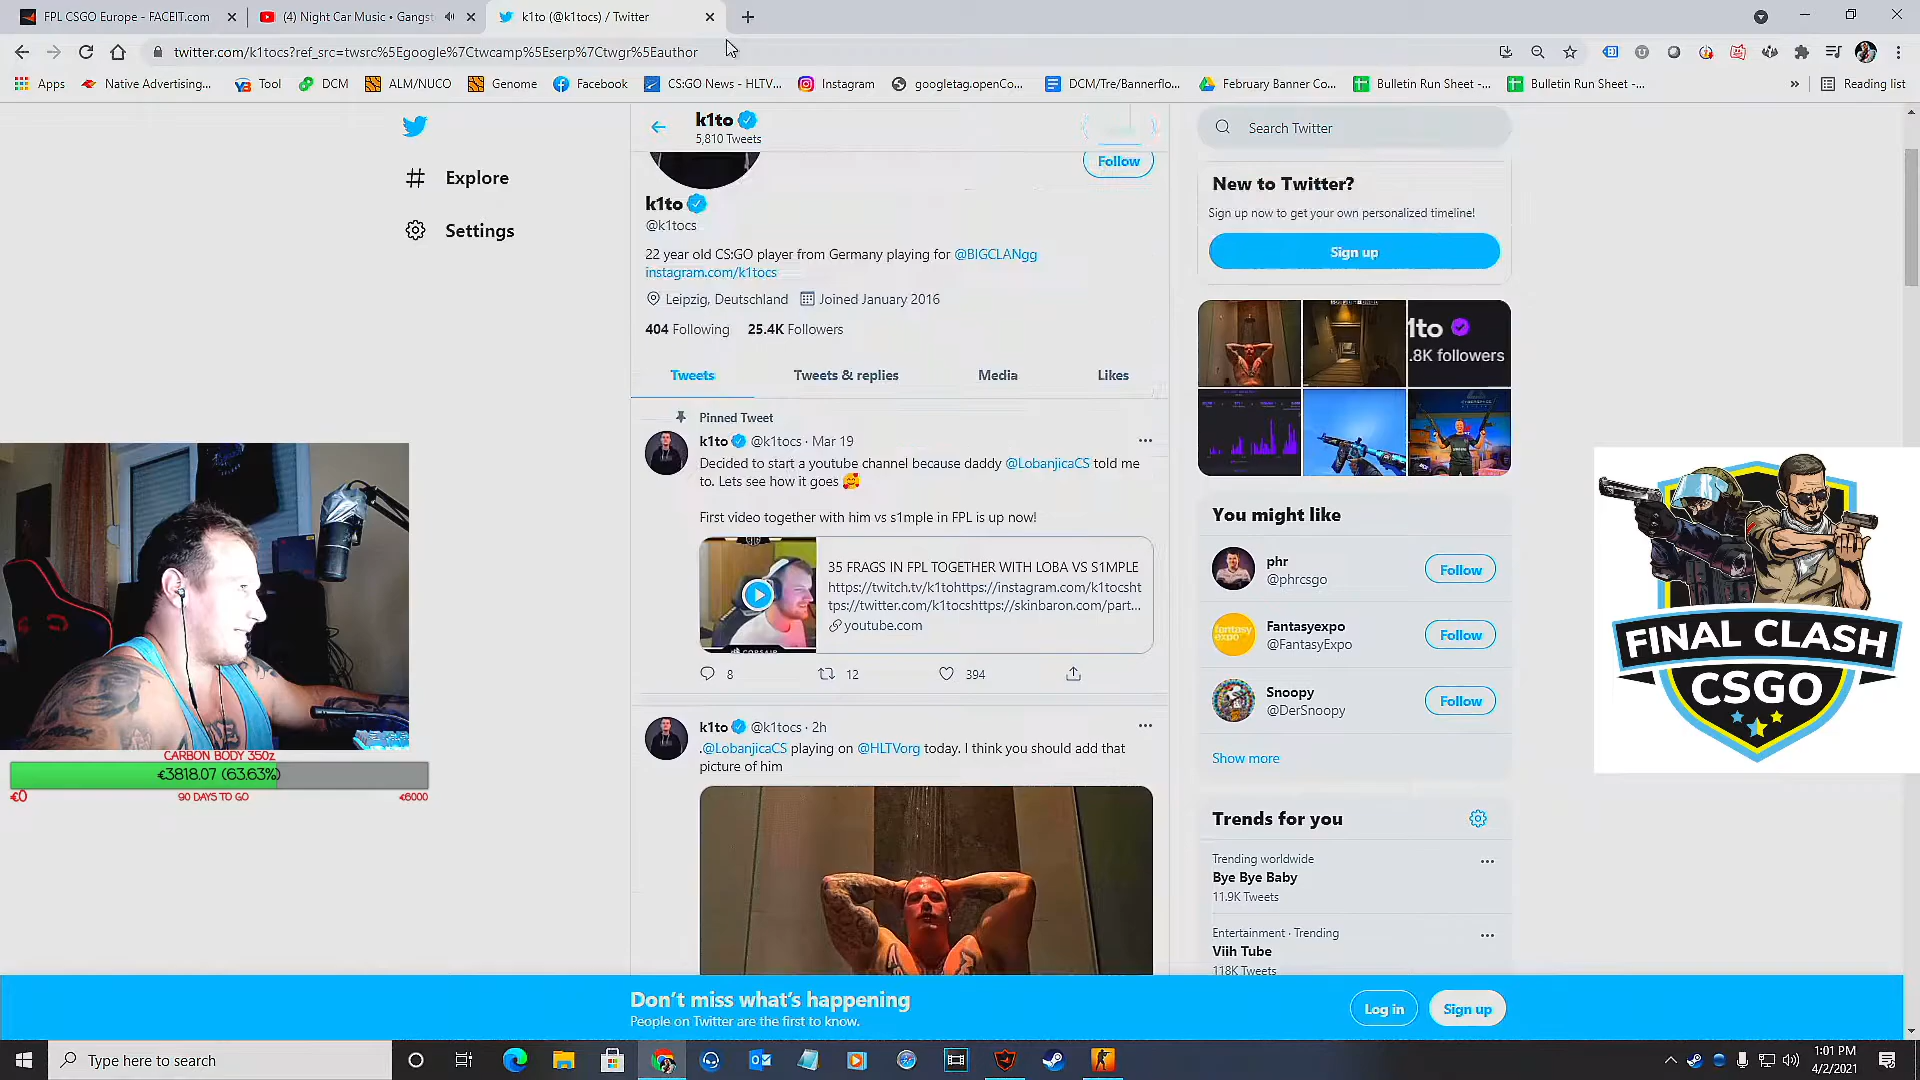 FPL CSGO Europe - FACEIT.com
(4) Night Car Music • Gangst
k1to (@k1tocs) / Twitter
twitter.com/k1tocs?ref_src=twsrc%5Egoogle%7Ctwcamp%5Eserp%7Ctwgr%5Eauthor
Apps
Native Advertising...
Tool
DCM
ALM/NUCO
Genome
Facebook
CS:GO News - HLTV...
Instagram
googletag.openCo...
DCM/Tre/Bannerflo...
February Banner Co...
Bulletin Run Sheet -...
Bulletin Run Sheet -...
»
Reading list
Explore
Settings
k1to
5,810 Tweets
Follow
k1to
@k1tocs
22 year old CS:GO player from Germany playing for @BIGCLANgg
instagram.com/k1tocs
Leipzig, Deutschland Joined January 2016
404 Following 25.4K Followers
Tweets
Tweets & replies
Media
Likes
Pinned Tweet
k1to @k1tocs · Mar 19
Decided to start a youtube channel because daddy @LobanjicaCS told me
to. Lets see how it goes 🥰
First video together with him vs s1mple in FPL is up now!
35 FRAGS IN FPL TOGETHER WITH LOBA VS S1MPLE
https://twitch.tv/k1tohttps://instagram.com/k1tocsht
tps://twitter.com/k1tocshttps://skinbaron.com/part...
youtube.com
8
12
394
k1to @k1tocs · 2h
.@LobanjicaCS playing on @HLTVorg today. I think you should add that
picture of him
Search Twitter
New to Twitter?
Sign up now to get your own personalized timeline!
Sign up
1to
.8K followers
You might like
phr
@phrcsgo
Follow
fantasy
expo
Fantasyexpo
@FantasyExpo
Follow
Snoopy
@DerSnoopy
Follow
Show more
Trends for you
Trending worldwide
Bye Bye Baby
11.9K Tweets
Entertainment · Trending
Viih Tube
118K Tweets
CARBON BODY 350z
€3818.07 (63.63%)
€0
90 DAYS TO GO
€6000
FINAL CLASH
CSGO
Don't miss what's happening
People on Twitter are the first to know.
Log in
Sign up
Type here to search
1:01 PM
4/2/2021